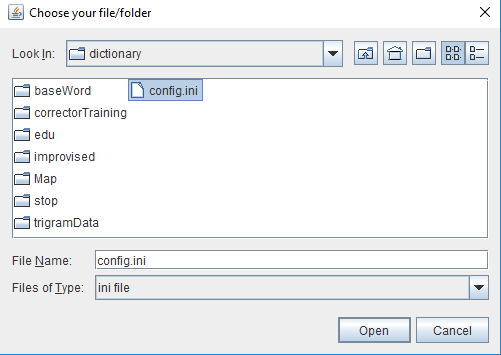 Choose your file/folder
Look In: dictionary
baseWord config.ini
correctorTraining
edu
improvised
Map
stop
trigramData
File Name: config.ini
Files of Type: ini file
Open Cancel